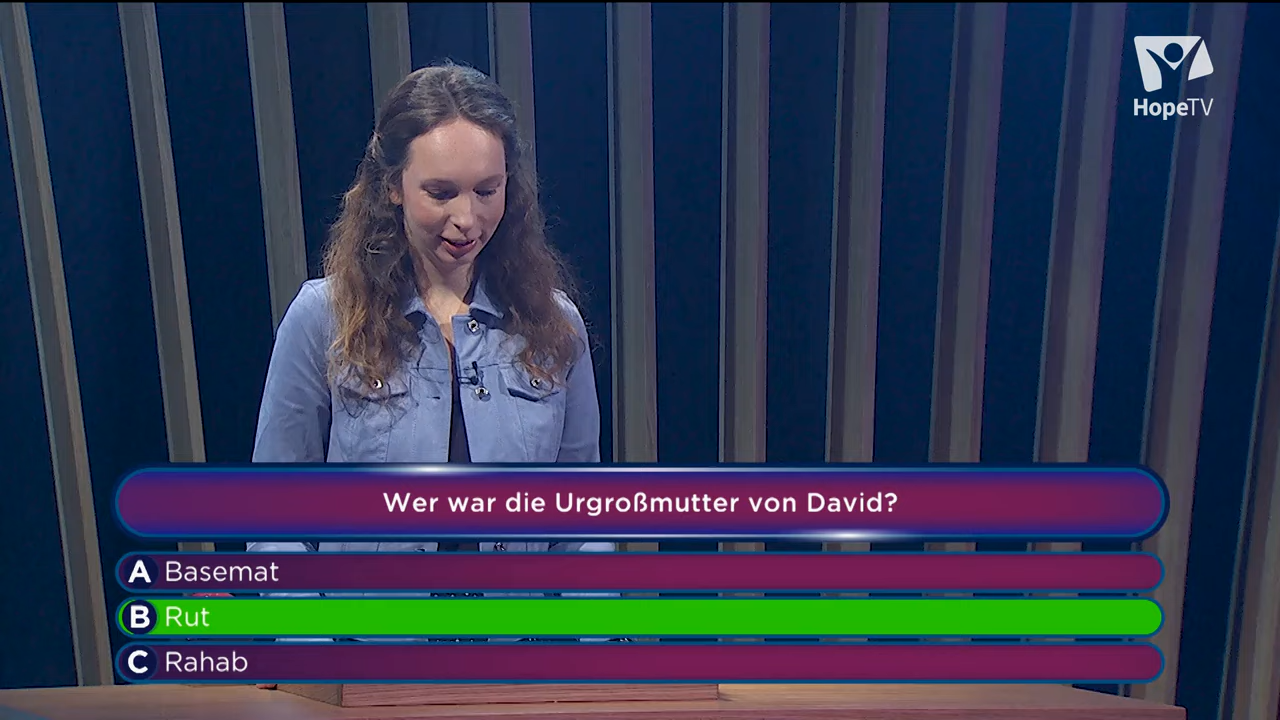 HopeTV
Wer war die Urgroßmutter von David?
A Basemat
B Rut
C Rahab